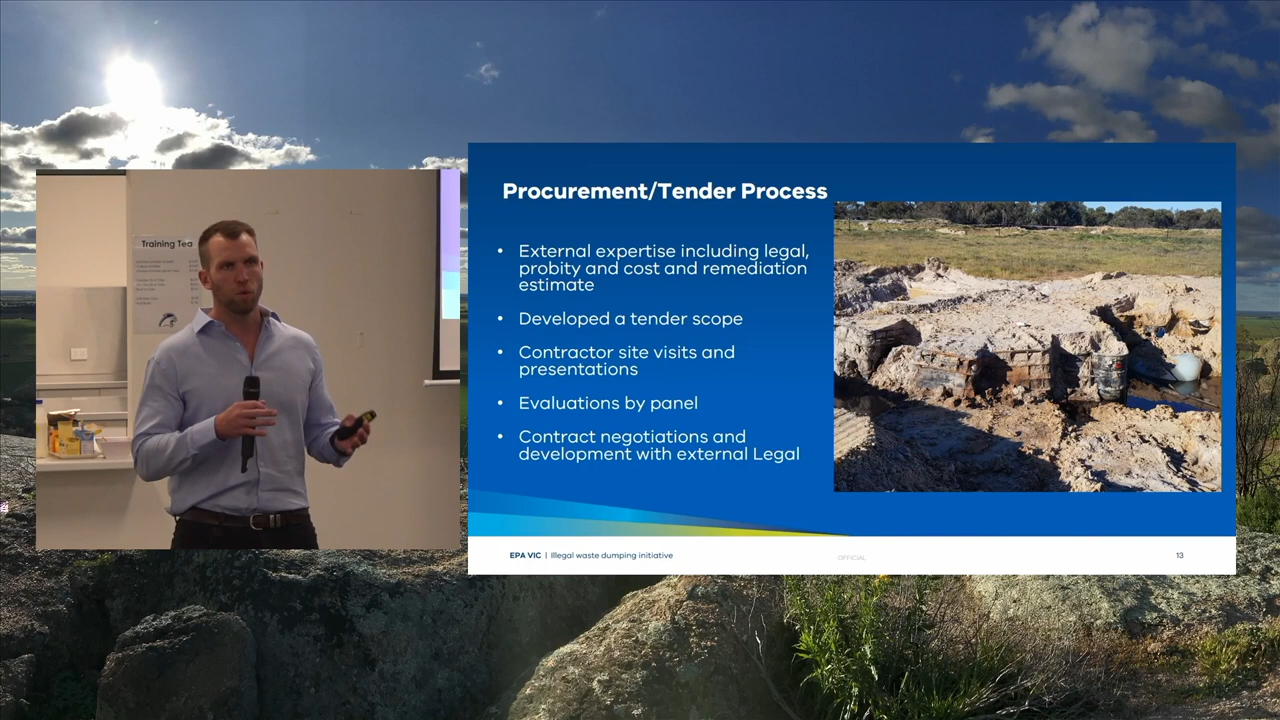 Training Tea
Procurement/Tender Process
• External expertise including legal,
probity and cost and remediation
estimate
• Developed a tender scope
• Contractor site visits and
presentations
• Evaluations by panel
• Contract negotiations and
development with external Legal
EPA VIC | Illegal waste dumping initiative
OFFICIAL
13